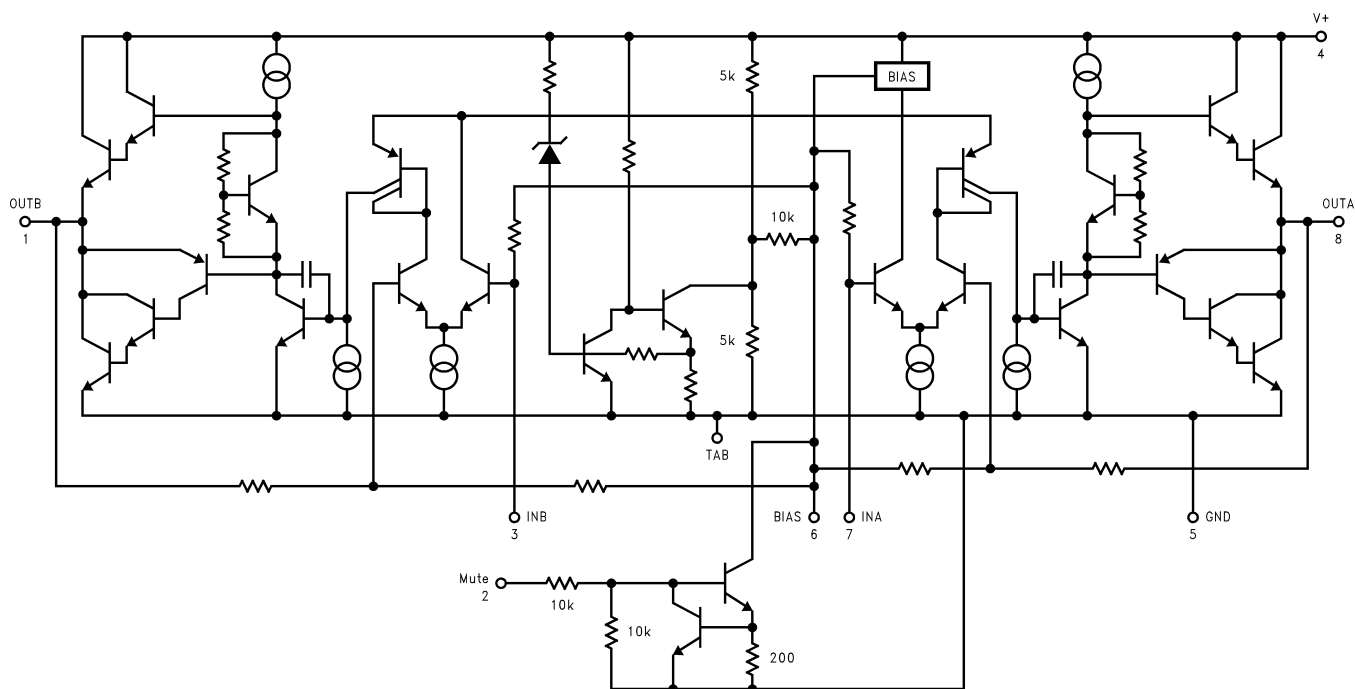 V+
4
5k
BIAS
OUTB
1
10k
OUTA
8
5k
TAB
INB
3
BIAS
6
INA
7
GND
5
Mute
2
10k
10k
200